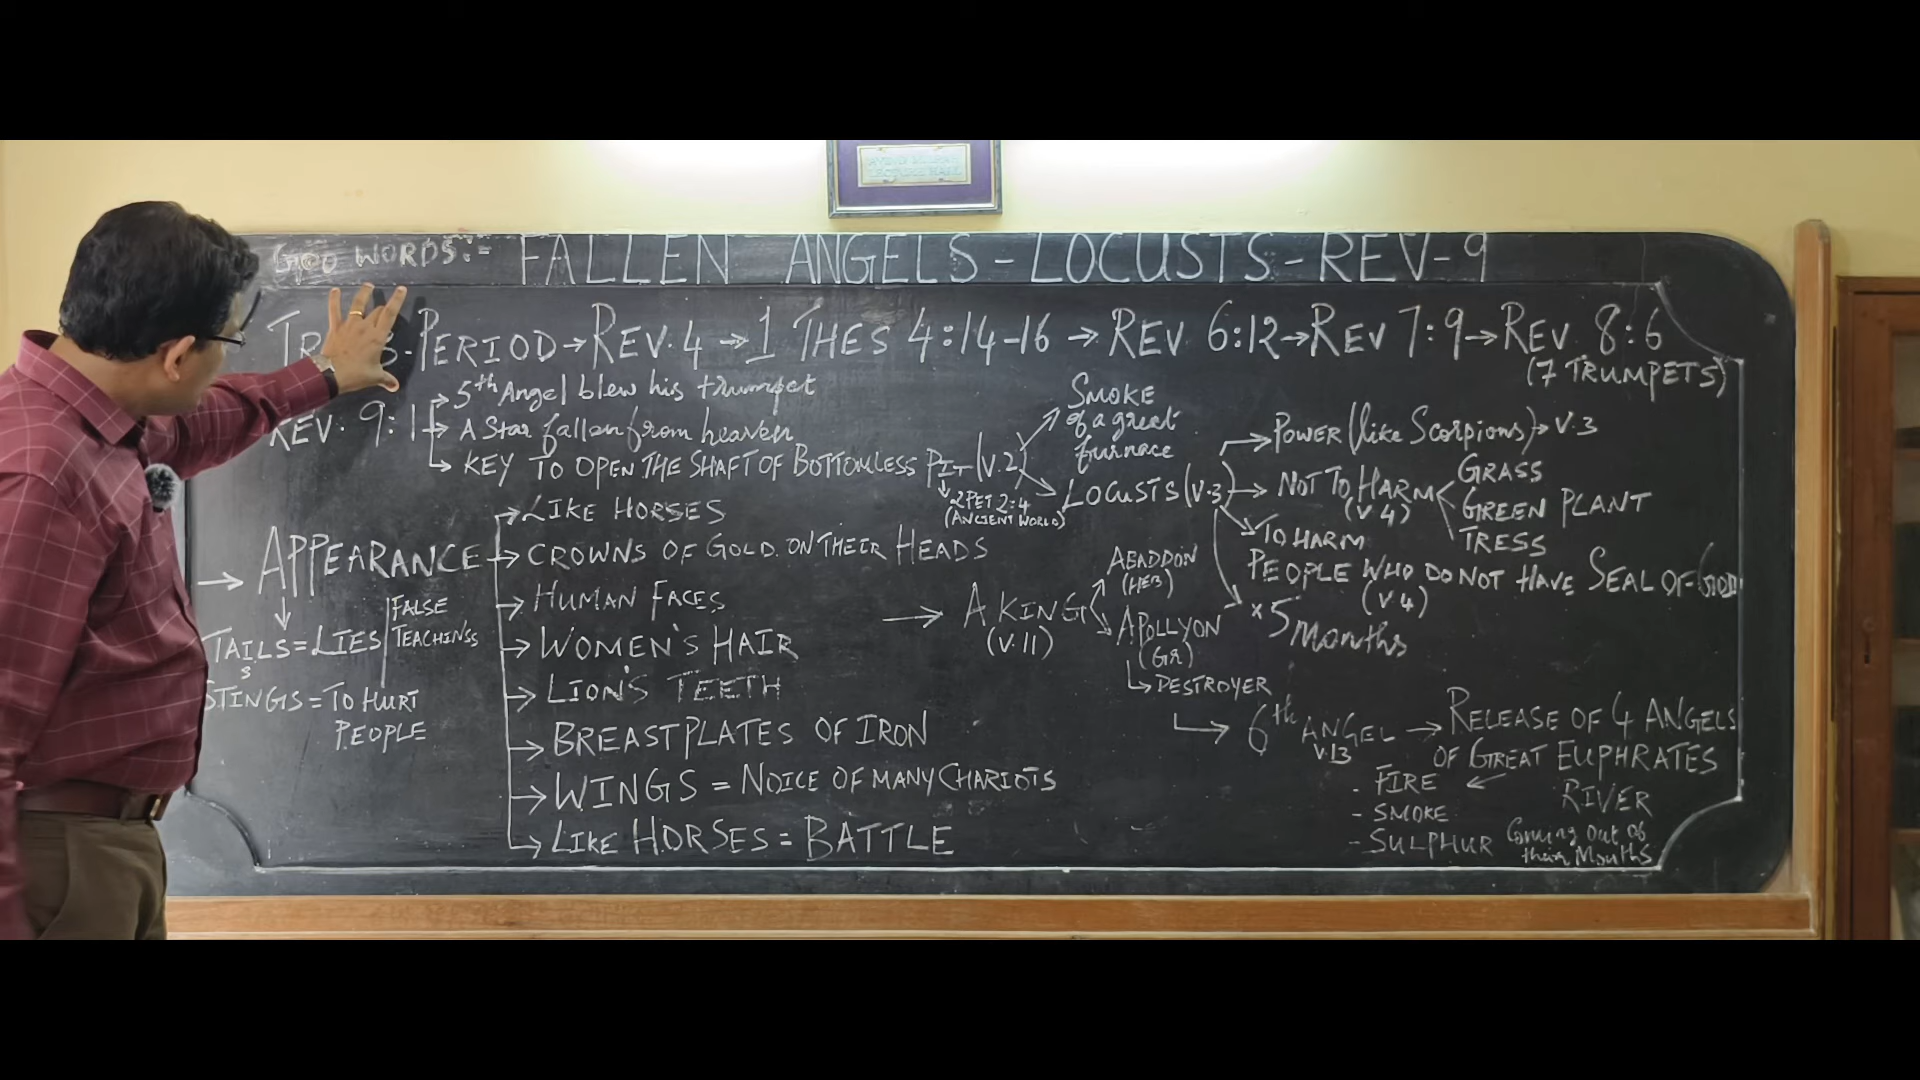 GOD WORDS:- FALLEN ANGELS - LOCUSTS - REV - 9
PERIOD → REV. 4 → 1 THES 4:14-16 → REV 6:12 → REV 7:9 → REV 8:6
(7 TRUMPETS)
REV. 9:1
→ 5th Angel blew his trumpet
→ A Star fallen from heaven
→ KEY TO OPEN THE SHAFT OF BOTTOMLESS PIT (V.2)
2 PET 2:4
(ANCIENT WORLD)
SMOKE
of a great
furnace
LOCUSTS (V.3)
→ POWER (like Scorpions) → V.3
→ NOT TO HARM
(V.4)
GRASS
GREEN PLANT
TRESS
TO HARM
PEOPLE WHO DO NOT HAVE SEAL OF GOD
(V.4)
* 5 Months
→ APPEARANCE
→ LIKE HORSES
→ CROWNS OF GOLD ON THEIR HEADS
→ HUMAN FACES
→ WOMEN'S HAIR
→ LION'S TEETH
→ BREASTPLATES OF IRON
→ WINGS = NOICE OF MANY CHARIOTS
→ LIKE HORSES = BATTLE
TAILS = LIES
FALSE
TEACHINSS
S
STINGS = TO HURT
PEOPLE
→ A KING
(V.11)
ABADDON
(HEB)
APOLLYON
(GR)
DESTROYER
→ 6th ANGEL → RELEASE OF 4 ANGELS
V.13
OF GREAT EUPHRATES
RIVER
- FIRE
- SMOKE
- SULPHUR Coming out of
their Mouths